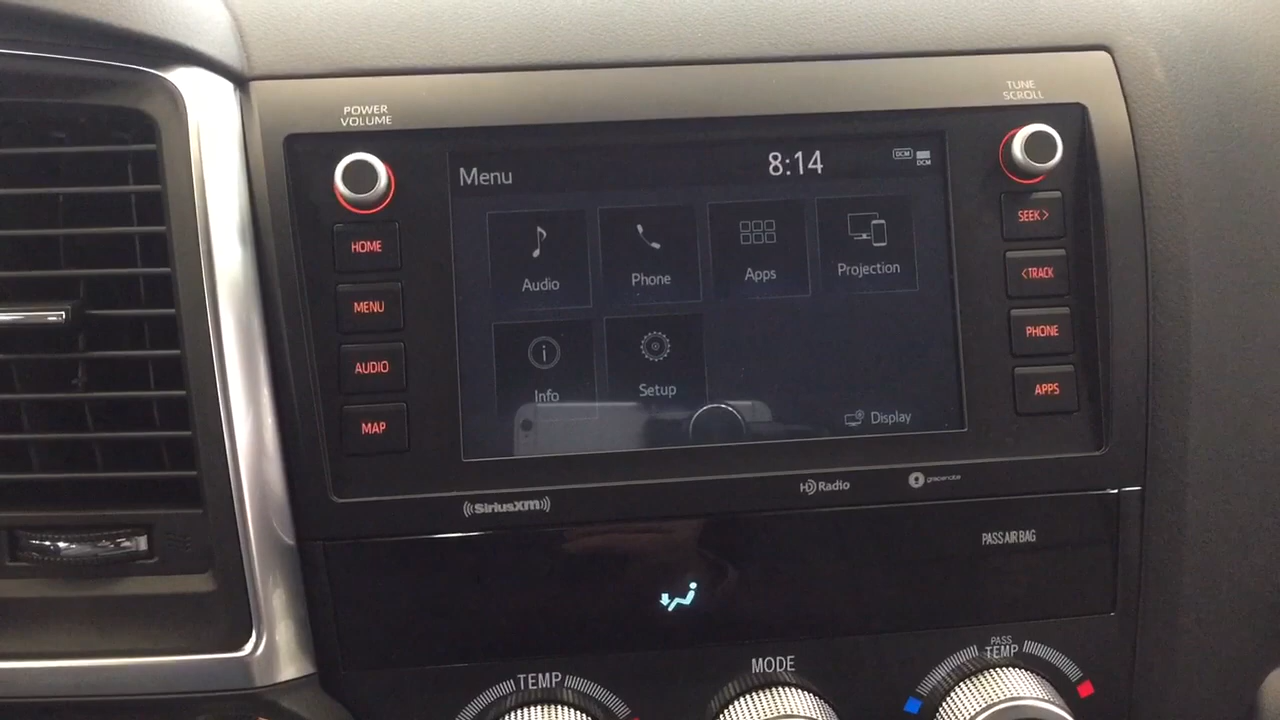 POWER
VOLUME
TUNE
SCROLL
Menu
8:14
DCM
DCM
HOME
MENU
AUDIO
MAP
Audio
Phone
Apps
Projection
Info
Setup
Display
SEEK>
<TRACK
PHONE
APPS
((SiriusXM))
HD Radio
gracenote
PASS AIR BAG
TEMP
MODE
PASS
TEMP